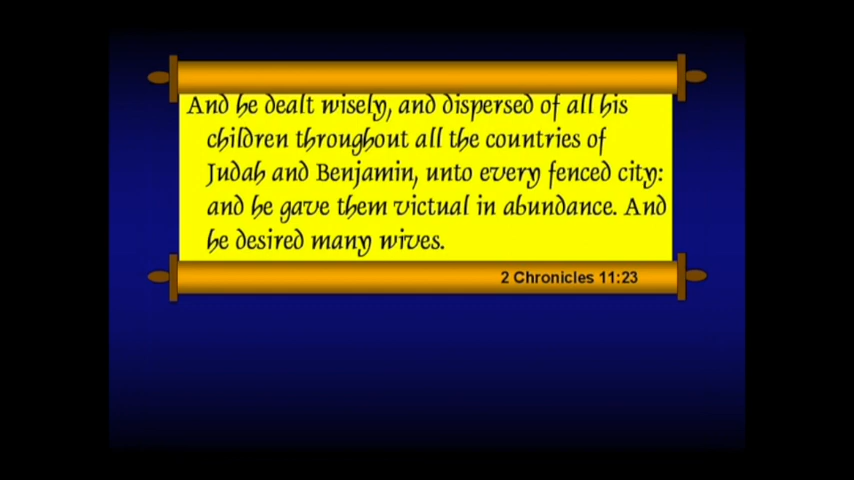 And he dealt wisely, and dispersed of all his
children throughout all the countries of
Judah and Benjamin, unto every fenced city:
and he gave them victual in abundance. And
he desired many wives.
2 Chronicles 11:23